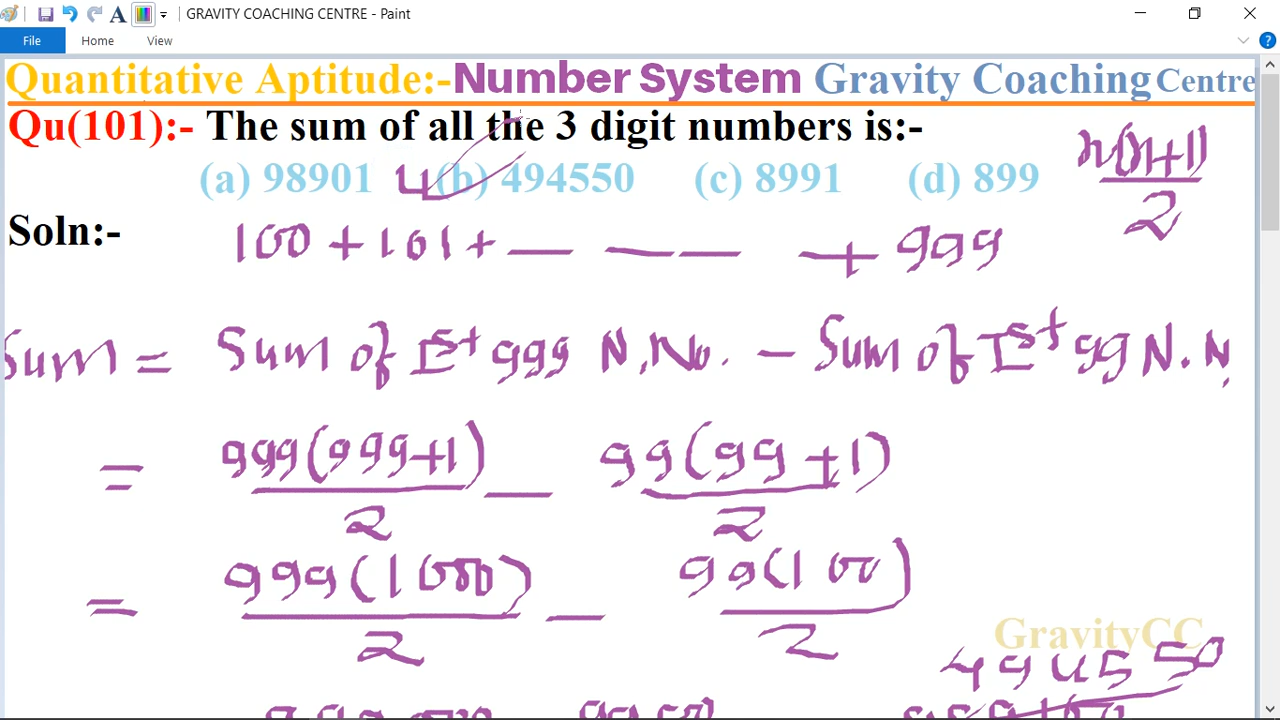 GRAVITY COACHING CENTRE - Paint
File Home View
Quantitative Aptitude:-Number System Gravity Coaching Centre
Qu(101):- The sum of all the 3 digit numbers is:-
(a) 98901 (b) 494550 (c) 8991 (d) 899
n(n+1)
2
Soln:-
100 + 101 + — — — + 999
Sum = Sum of Ist 999 N.No. - Sum of Ist 99 N.N.
= 999(999+1) — 99(99+1)
2 2
= 999(1000) — 99(100)
2 2
GravityCC
494550